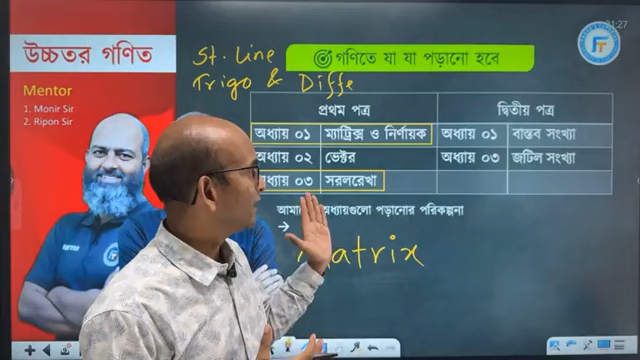 21:27
উচ্চতর গণিত
St. Line
Trigo & Diffe
গণিতে যা যা পড়ানো হবে
Mentor
1. Monir Sir
2. Ripon Sir
প্রথম পত্র দ্বিতীয় পত্র
অধ্যায় ০১ ম্যাট্রিক্স ও নির্ণায়ক অধ্যায় ০১ বাস্তব সংখ্যা
অধ্যায় ০২ ভেক্টর অধ্যায় ০৩ জটিল সংখ্যা
০৩ সরলরেখা
অধ্যায়গুলো পড়ানোর পরিকল্পনা
→
atrix